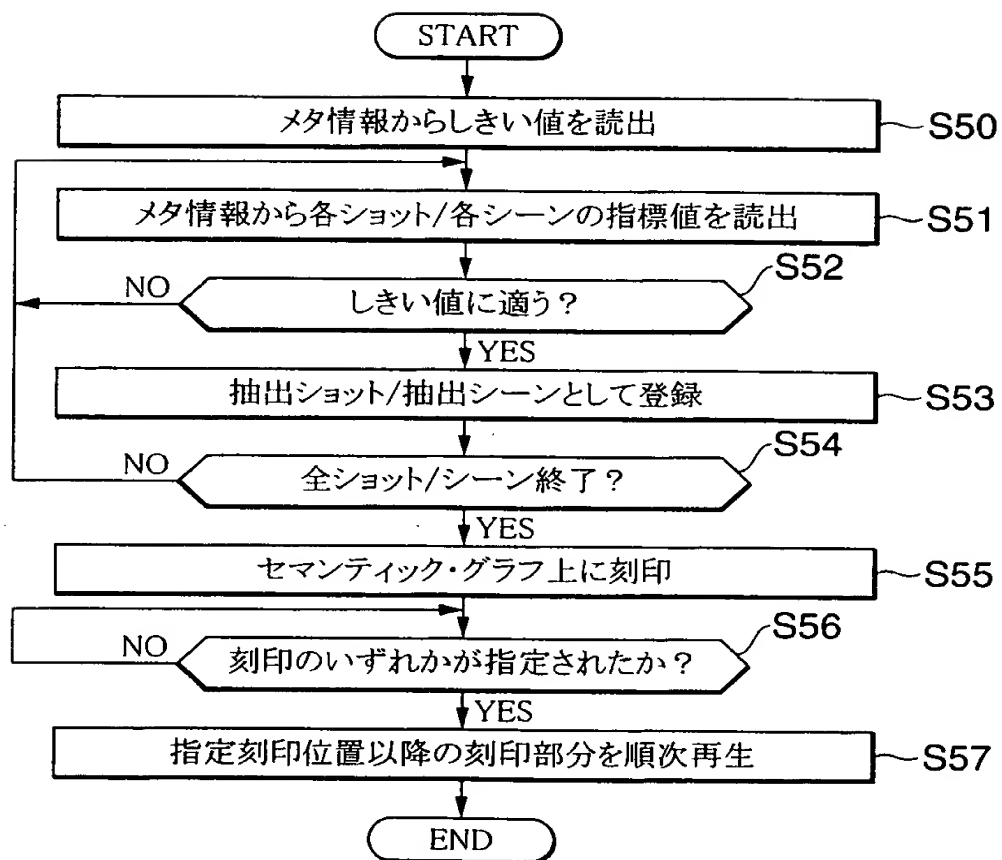 START
メタ情報からしきい値を読出
S50
メタ情報から各ショット/各シーンの指標値を読出
S51
しきい値に適う？
S52
NO
YES
抽出ショット/抽出シーンとして登録
S53
全ショット/シーン終了？
S54
NO
YES
セマンティック・グラフ上に刻印
S55
刻印のいずれかが指定されたか？
S56
NO
YES
指定刻印位置以降の刻印部分を順次再生
S57
END